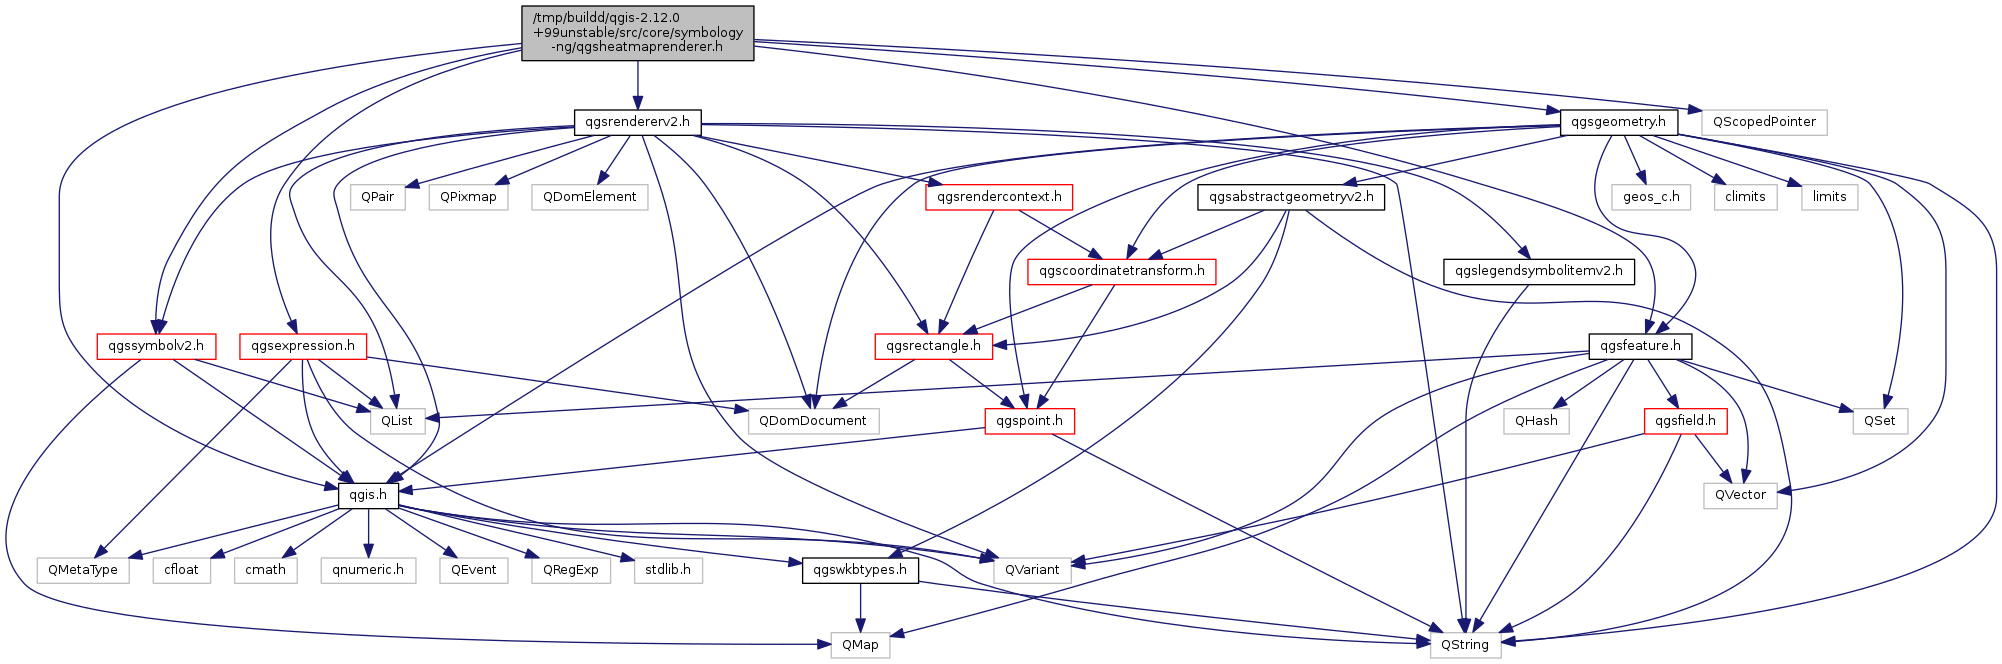 /tmp/buildd/qgis-2.12.0
+99unstable/src/core/symbology
-ng/qgsheatmaprenderer.h
qgsrendererv2.h
qgsgeometry.h
QScopedPointer
QPair
QPixmap
QDomElement
qgsrendercontext.h
qgsabstractgeometryv2.h
geos_c.h
climits
limits
qgscoordinatetransform.h
qgslegendsymbolitemv2.h
qgssymbolv2.h
qgsexpression.h
qgsrectangle.h
qgsfeature.h
QList
QDomDocument
qgspoint.h
QHash
qgsfield.h
QSet
qgis.h
QVector
QMetaType
cfloat
cmath
qnumeric.h
QEvent
QRegExp
stdlib.h
qgswkbtypes.h
QVariant
QMap
QString